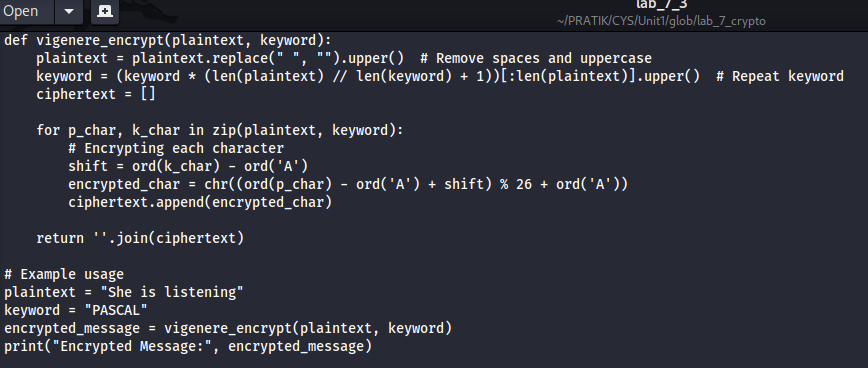 Open
lab_7_3
~/PRATIK/CYS/Unit1/glob/lab_7_crypto
def vigenere_encrypt(plaintext, keyword):
    plaintext = plaintext.replace(" ", "").upper()  # Remove spaces and uppercase
    keyword = (keyword * (len(plaintext) // len(keyword) + 1))[:len(plaintext)].upper()  # Repeat keyword
    ciphertext = []

    for p_char, k_char in zip(plaintext, keyword):
        # Encrypting each character
        shift = ord(k_char) - ord('A')
        encrypted_char = chr((ord(p_char) - ord('A') + shift) % 26 + ord('A'))
        ciphertext.append(encrypted_char)

    return ''.join(ciphertext)

# Example usage
plaintext = "She is listening"
keyword = "PASCAL"
encrypted_message = vigenere_encrypt(plaintext, keyword)
print("Encrypted Message:", encrypted_message)